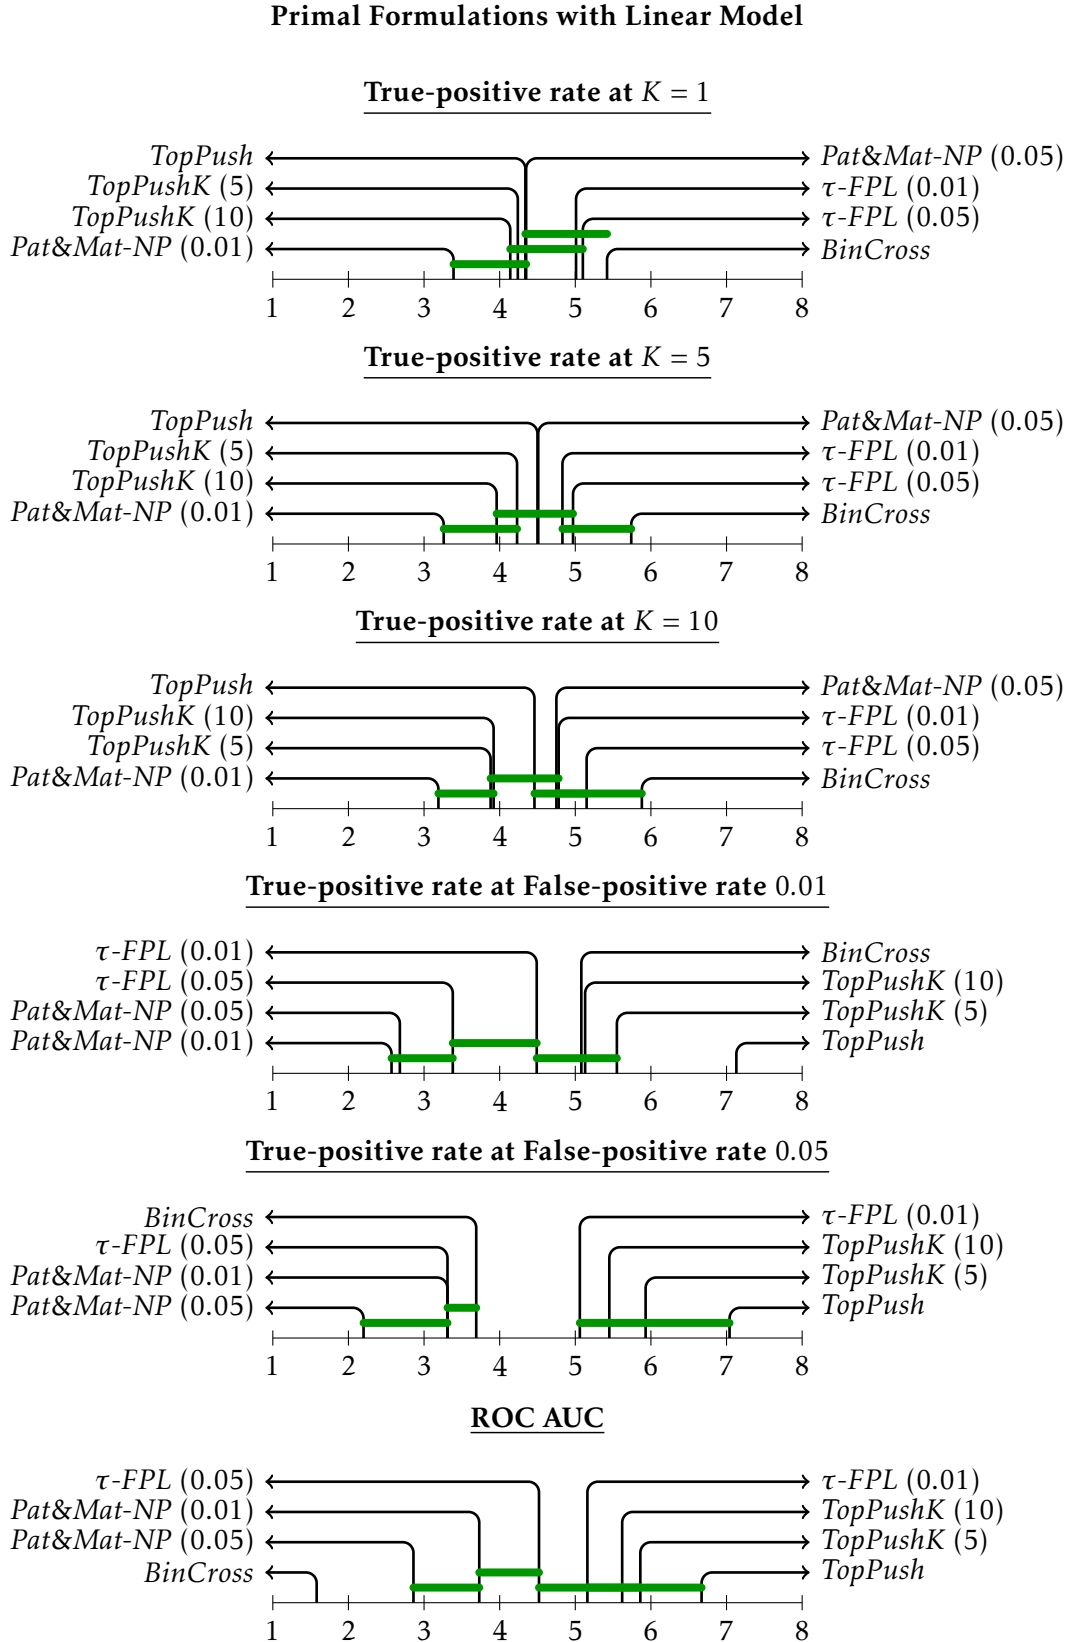 Primal Formulations with Linear Model
True-positive rate at K = 1
TopPush Pat&Mat-NP (0.05)
TopPushK (5) τ-FPL (0.01)
TopPushK (10) τ-FPL (0.05)
Pat&Mat-NP (0.01) BinCross
1 2 3 4 5 6 7 8
True-positive rate at K = 5
TopPush Pat&Mat-NP (0.05)
TopPushK (5) τ-FPL (0.01)
TopPushK (10) τ-FPL (0.05)
Pat&Mat-NP (0.01) BinCross
1 2 3 4 5 6 7 8
True-positive rate at K = 10
TopPush Pat&Mat-NP (0.05)
TopPushK (10) τ-FPL (0.01)
TopPushK (5) τ-FPL (0.05)
Pat&Mat-NP (0.01) BinCross
1 2 3 4 5 6 7 8
True-positive rate at False-positive rate 0.01
τ-FPL (0.01) BinCross
τ-FPL (0.05) TopPushK (10)
Pat&Mat-NP (0.05) TopPushK (5)
Pat&Mat-NP (0.01) TopPush
1 2 3 4 5 6 7 8
True-positive rate at False-positive rate 0.05
BinCross τ-FPL (0.01)
τ-FPL (0.05) TopPushK (10)
Pat&Mat-NP (0.01) TopPushK (5)
Pat&Mat-NP (0.05) TopPush
1 2 3 4 5 6 7 8
ROC AUC
τ-FPL (0.05) τ-FPL (0.01)
Pat&Mat-NP (0.01) TopPushK (10)
Pat&Mat-NP (0.05) TopPushK (5)
BinCross TopPush
1 2 3 4 5 6 7 8